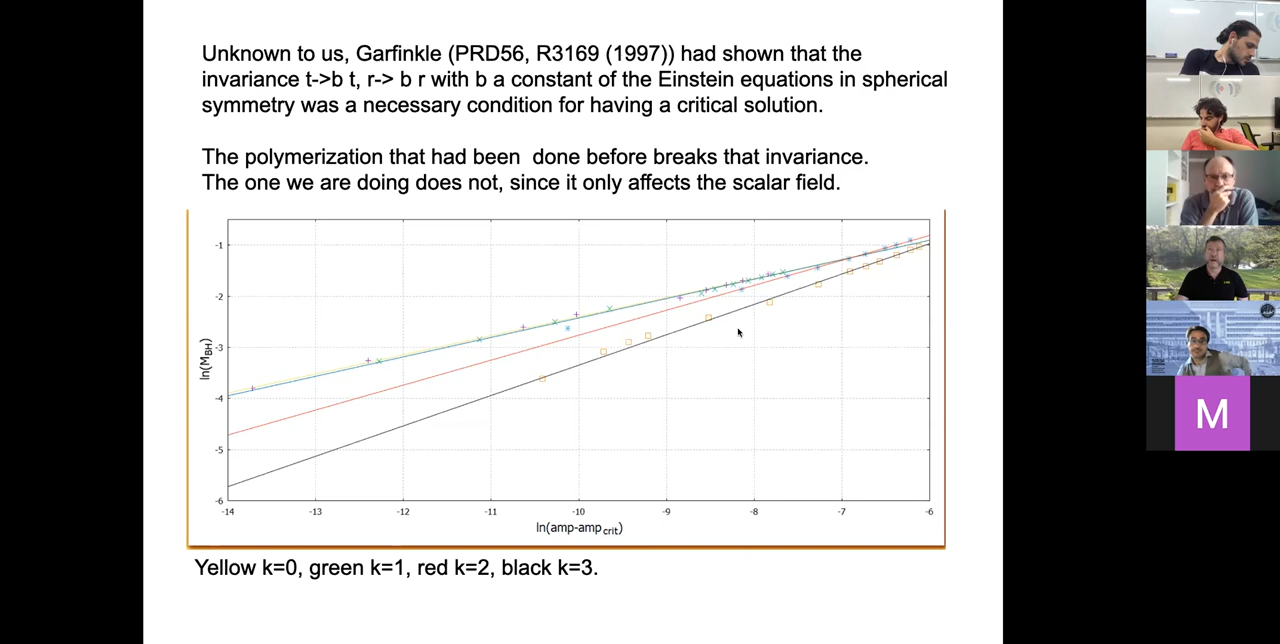 Unknown to us, Garfinkle (PRD56, R3169 (1997)) had shown that the
invariance t->b t, r-> b r with b a constant of the Einstein equations in spherical
symmetry was a necessary condition for having a critical solution.
The polymerization that had been done before breaks that invariance.
The one we are doing does not, since it only affects the scalar field.
-1
-2
-3
-4
-5
-6
ln(M_BH)
-14 -13 -12 -11 -10 -9 -8 -7 -6
ln(amp-amp_crit)
Yellow k=0, green k=1, red k=2, black k=3.
M